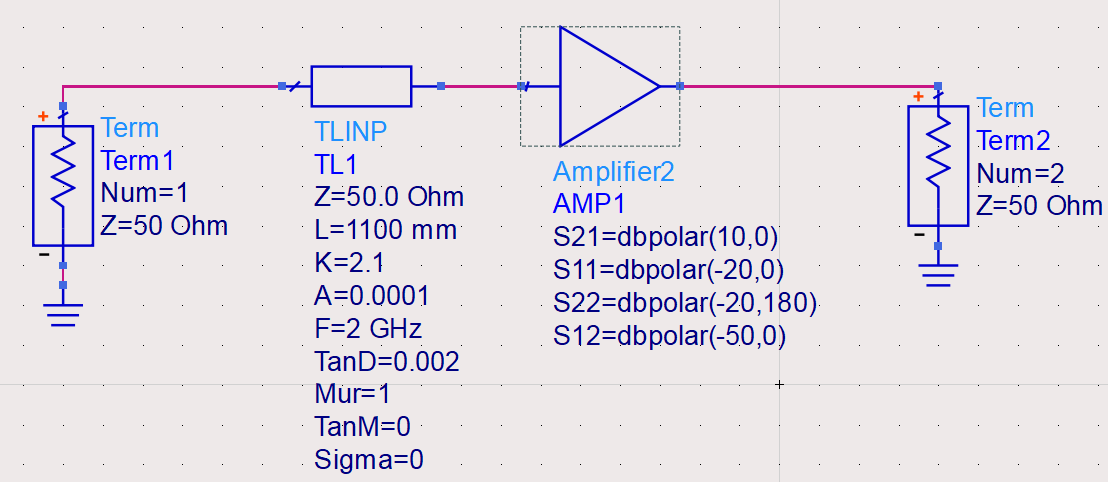 Term
Term1
Num=1
Z=50 Ohm
TLINP
TL1
Z=50.0 Ohm
L=1100 mm
K=2.1
A=0.0001
F=2 GHz
TanD=0.002
Mur=1
TanM=0
Sigma=0
Amplifier2
AMP1
S21=dbpolar(10,0)
S11=dbpolar(-20,0)
S22=dbpolar(-20,180)
S12=dbpolar(-50,0)
Term
Term2
Num=2
Z=50 Ohm